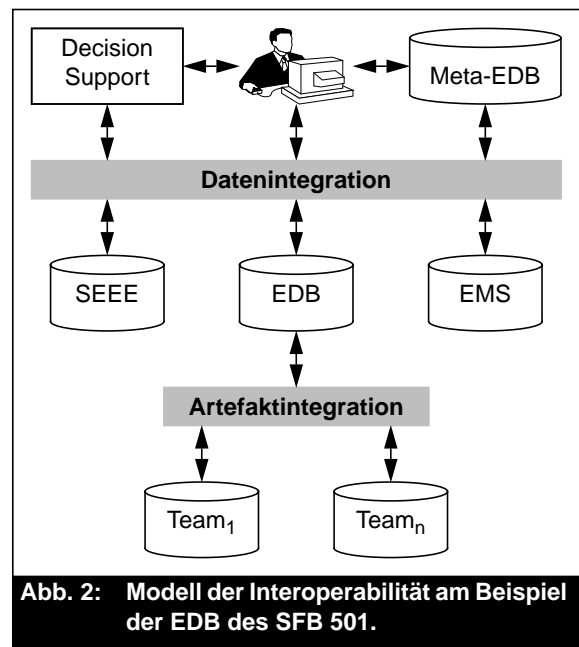 Decision
Support
Meta-EDB
Datenintegration
SEEE
EDB
EMS
Artefaktintegration
Team₁
Teamₙ
Abb. 2: Modell der Interoperabilität am Beispiel
der EDB des SFB 501.